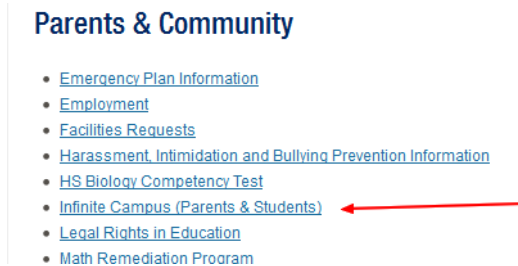 Parents & Community
Emergency Plan Information
Employment
Facilities Requests
Harassment, Intimidation and Bullying Prevention Information
HS Biology Competency Test
Infinite Campus (Parents & Students)
Legal Rights in Education
Math Remediation Program